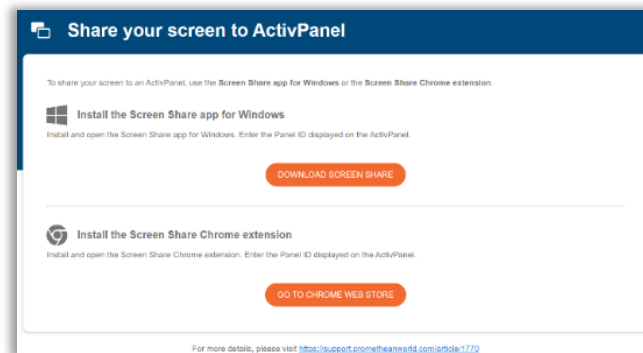 Share your screen to ActivPanel
To share your screen to an ActivPanel, use the Screen Share app for Windows or the Screen Share Chrome extension.
Install the Screen Share app for Windows
Install and open the Screen Share app for Windows. Enter the Panel ID displayed on the ActivPanel.
DOWNLOAD SCREEN SHARE
Install the Screen Share Chrome extension
Install and open the Screen Share Chrome extension. Enter the Panel ID displayed on the ActivPanel.
GO TO CHROME WEB STORE
For more details, please visit https://support.prometheanworld.com/article/1770